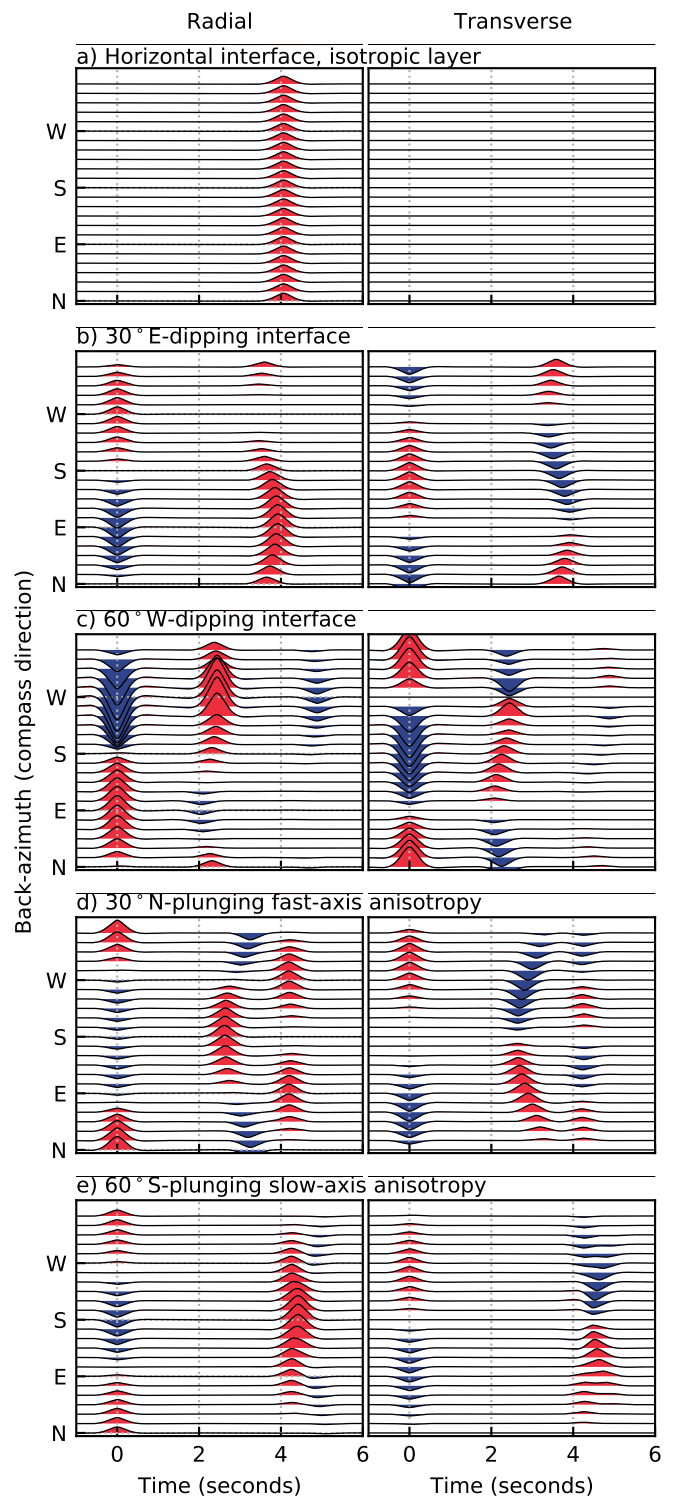 Radial Transverse
a) Horizontal interface, isotropic layer
W
S
E
N
b) 30°E-dipping interface
W
S
E
N
c) 60°W-dipping interface
W
S
E
N
Back-azimuth (compass direction)
d) 30°N-plunging fast-axis anisotropy
W
S
E
N
e) 60°S-plunging slow-axis anisotropy
W
S
E
N
0 2 4 6 0 2 4 6
Time (seconds) Time (seconds)